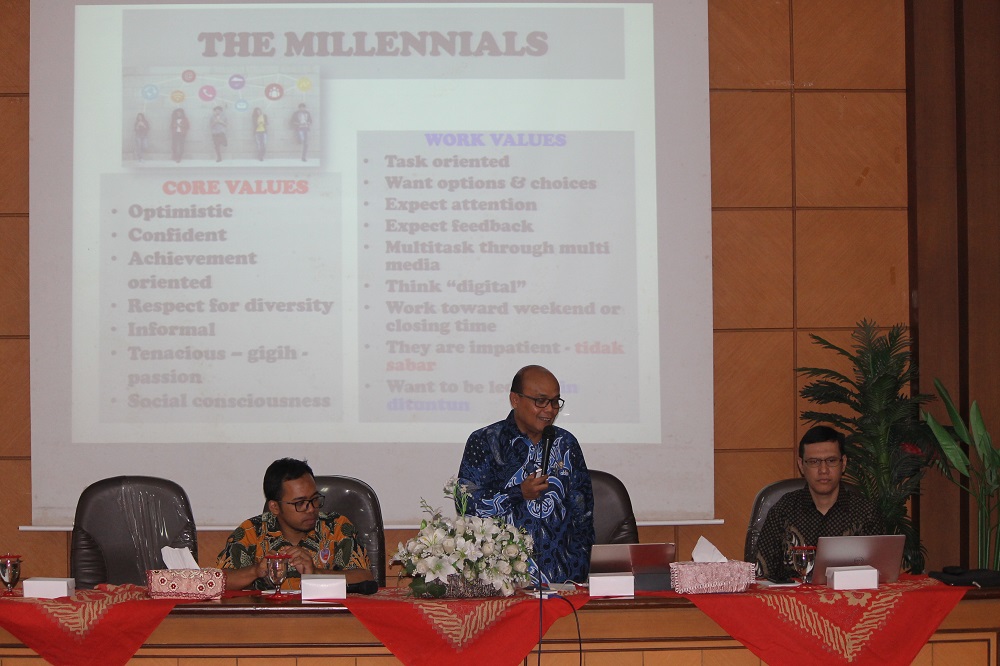 THE MILLENNIALS
CORE VALUES
• Optimistic
• Confident
• Achievement
oriented
• Respect for diversity
• Informal
• Tenacious – gigih -
passion
• Social consciousness
WORK VALUES
• Task oriented
• Want options & choices
• Expect attention
• Expect feedback
• Multitask through multi
media
• Think “digital”
• Work toward weekend or
closing time
• They are impatient - tidak
sabar
• Want to be
dituntun